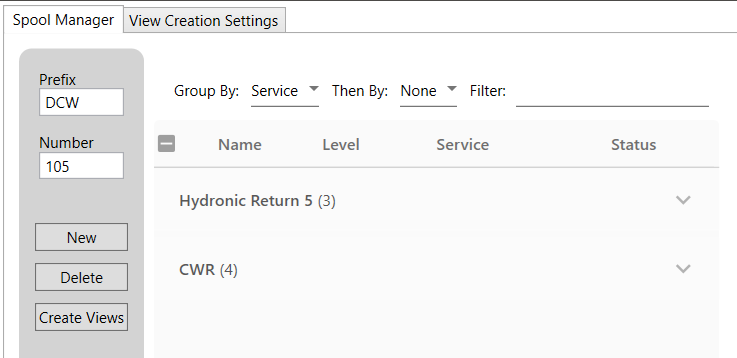 Spool Manager View Creation Settings
Prefix
DCW
Number
105
New
Delete
Create Views
Group By: Service Then By: None Filter:
Name Level Service Status
Hydronic Return 5 (3)
CWR (4)